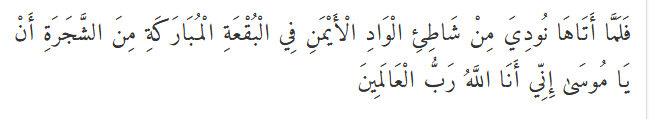 فَلَمَّا أَتَاهَا نُودِيَ مِنْ شَاطِئِ الْوَادِ الْأَيْمَنِ فِي الْبُقْعَةِ الْمُبَارَكَةِ مِنَ الشَّجَرَةِ أَنْ
يَا مُوسَىٰ إِنِّي أَنَا اللَّهُ رَبُّ الْعَالَمِينَ